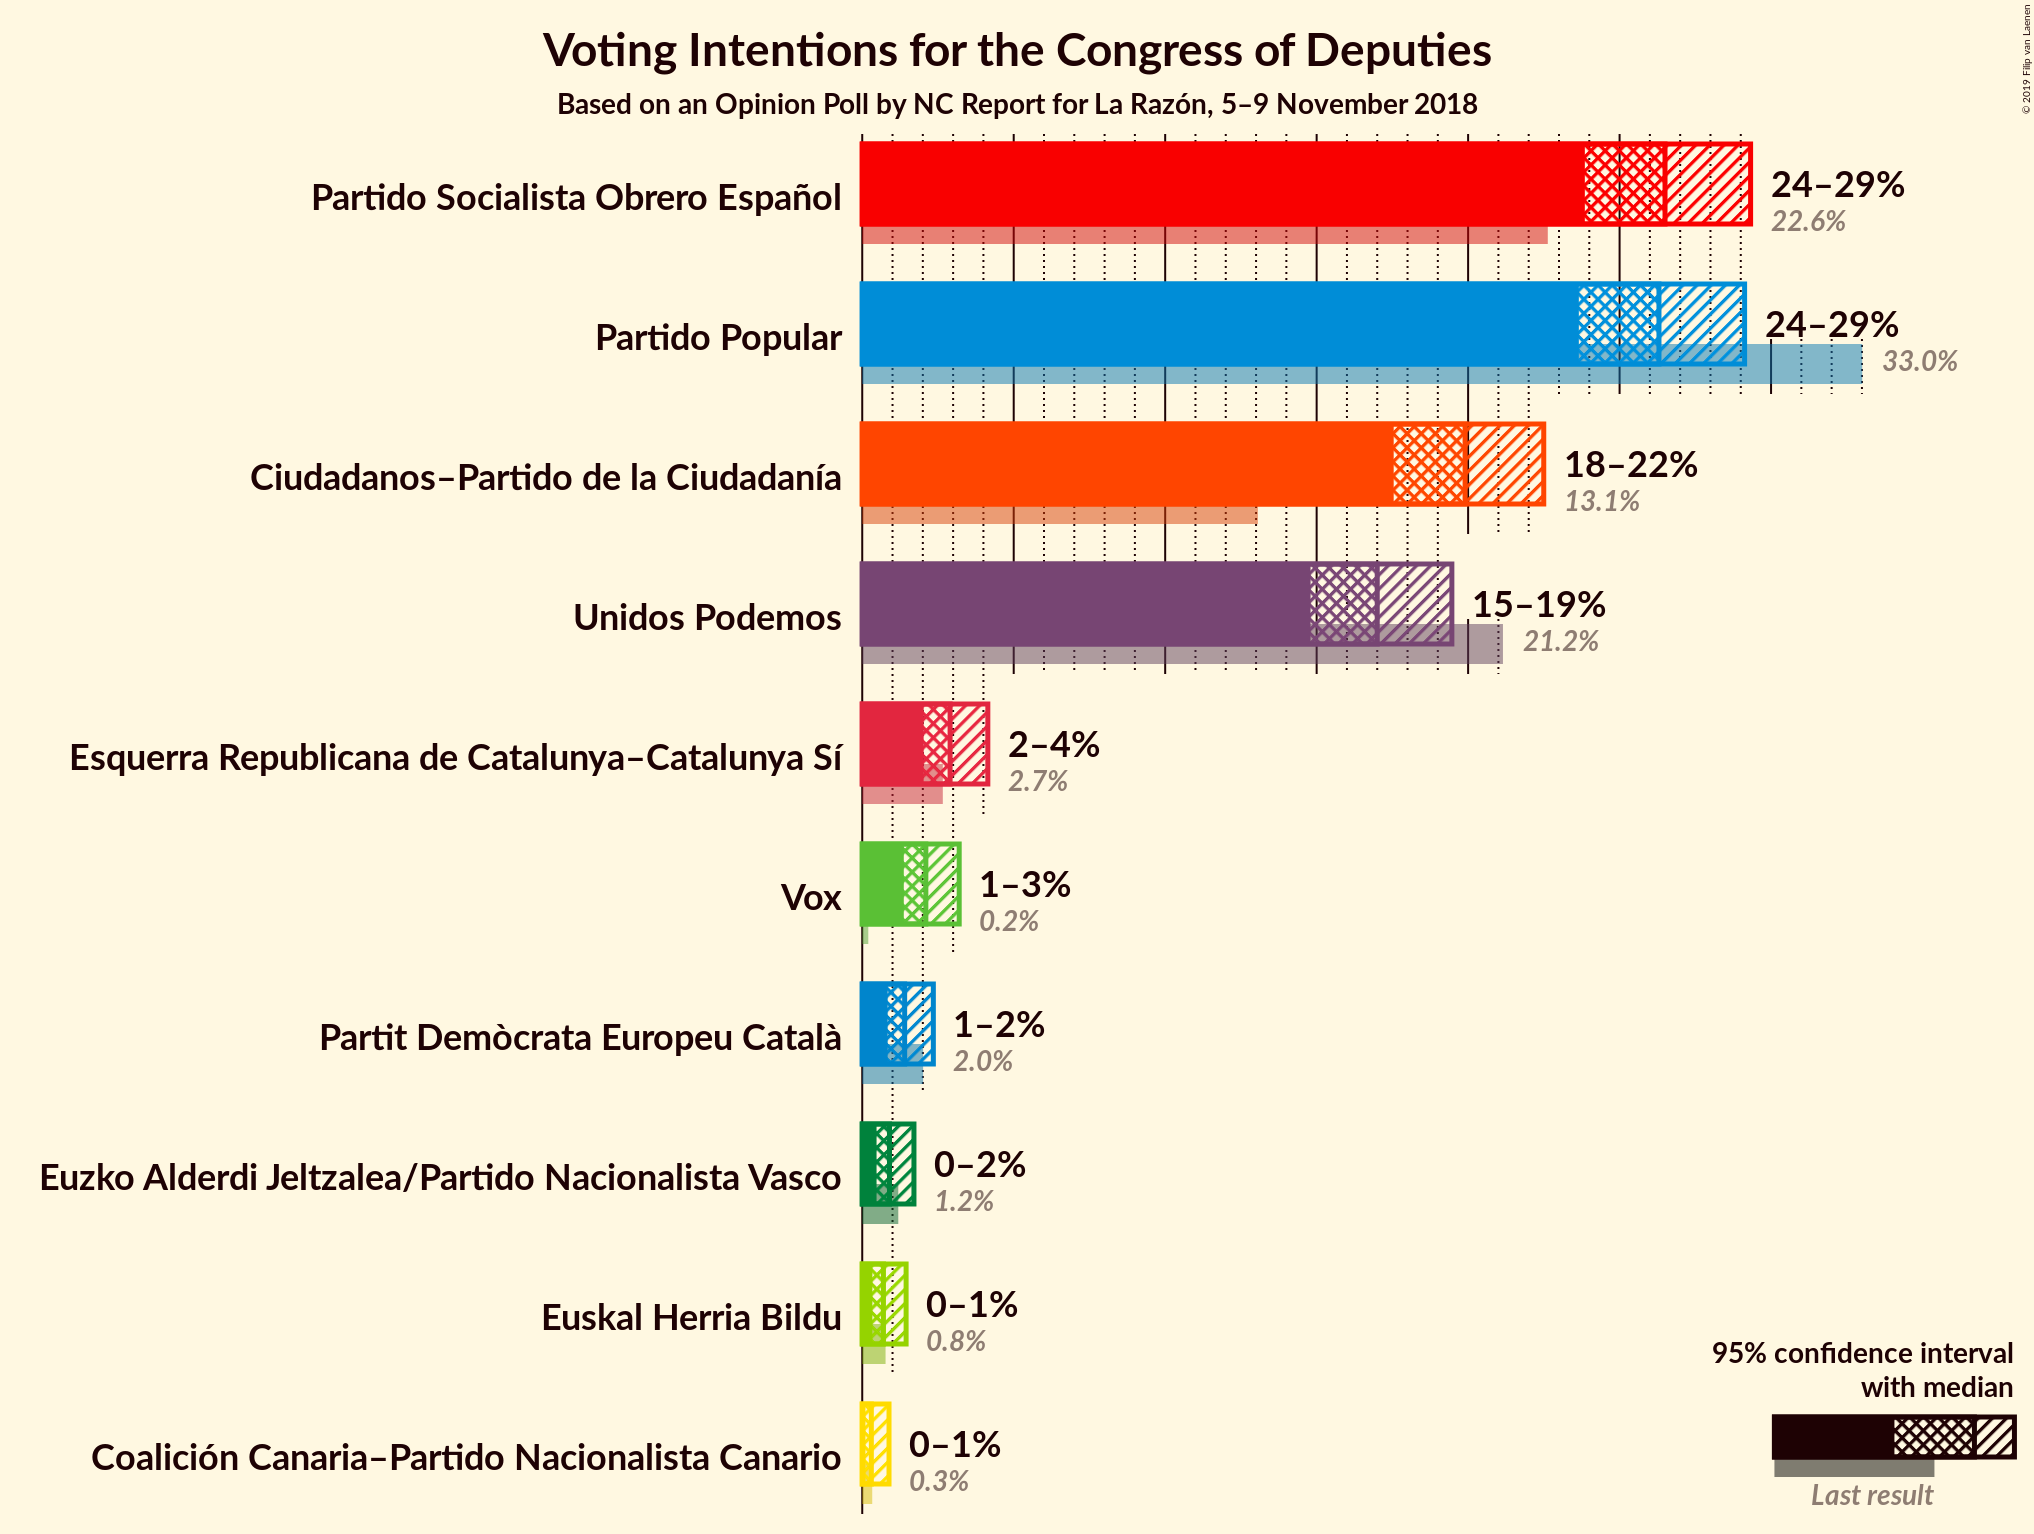 Voting Intentions for the Congress of Deputies
Based on an Opinion Poll by NC Report for La Razón, 5–9 November 2018
© 2019 Filip van Laenen
Partido Socialista Obrero Español
24–29%
22.6%
Partido Popular
24–29%
33.0%
Ciudadanos–Partido de la Ciudadanía
18–22%
13.1%
Unidos Podemos
15–19%
21.2%
Esquerra Republicana de Catalunya–Catalunya Sí
2–4%
2.7%
Vox
1–3%
0.2%
Partit Demòcrata Europeu Català
1–2%
2.0%
Euzko Alderdi Jeltzalea/Partido Nacionalista Vasco
0–2%
1.2%
Euskal Herria Bildu
0–1%
0.8%
Coalición Canaria–Partido Nacionalista Canario
0–1%
0.3%
95% confidence interval
with median
Last result